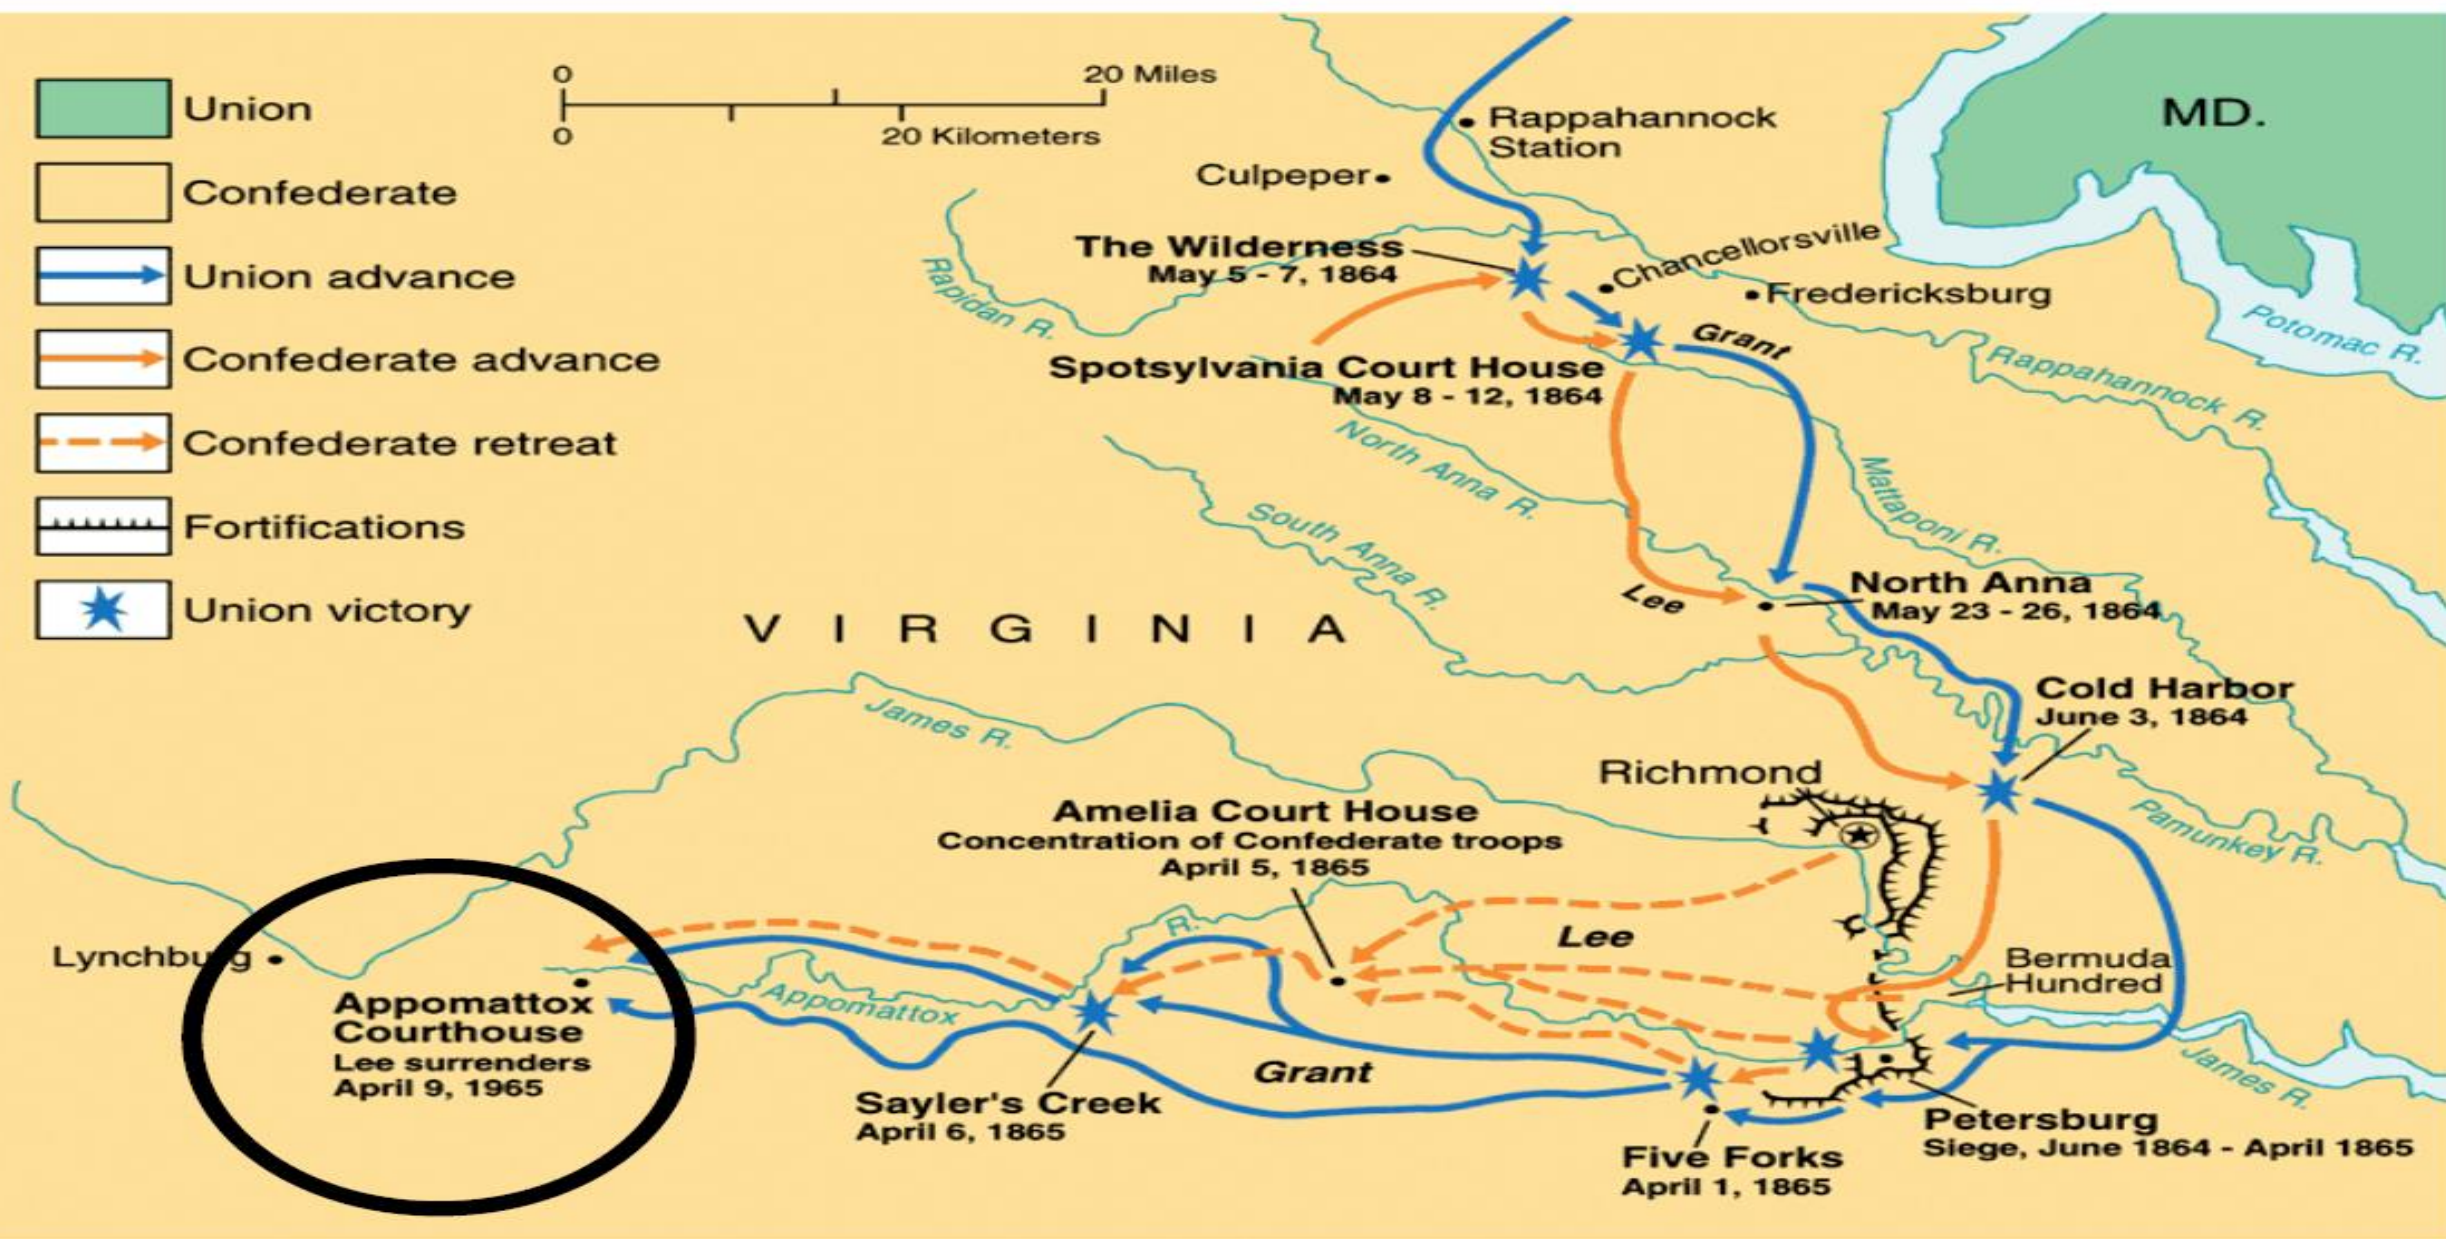 0
20 Miles
0
20 Kilometers
Union
Confederate
Union advance
Confederate advance
Confederate retreat
Fortifications
Union victory
MD.
Rappahannock
Station
Culpeper
The Wilderness
May 5 - 7, 1864
Chancellorsville
Fredericksburg
Rapidan R.
Potomac R.
Grant
Spotsylvania Court House
May 8 - 12, 1864
Rappahannock R.
North Anna R.
Mattaponi R.
South Anna R.
Lee
North Anna
May 23 - 26, 1864
VIRGINIA
Cold Harbor
June 3, 1864
James R.
Richmond
Pamunkey R.
Amelia Court House
Concentration of Confederate troops
April 5, 1865
R.
Lee
Lynchburg
Bermuda
Hundred
Appomattox
Courthouse
Lee surrenders
April 9, 1965
Appomattox
Grant
James R.
Sayler's Creek
April 6, 1865
Petersburg
Siege, June 1864 - April 1865
Five Forks
April 1, 1865